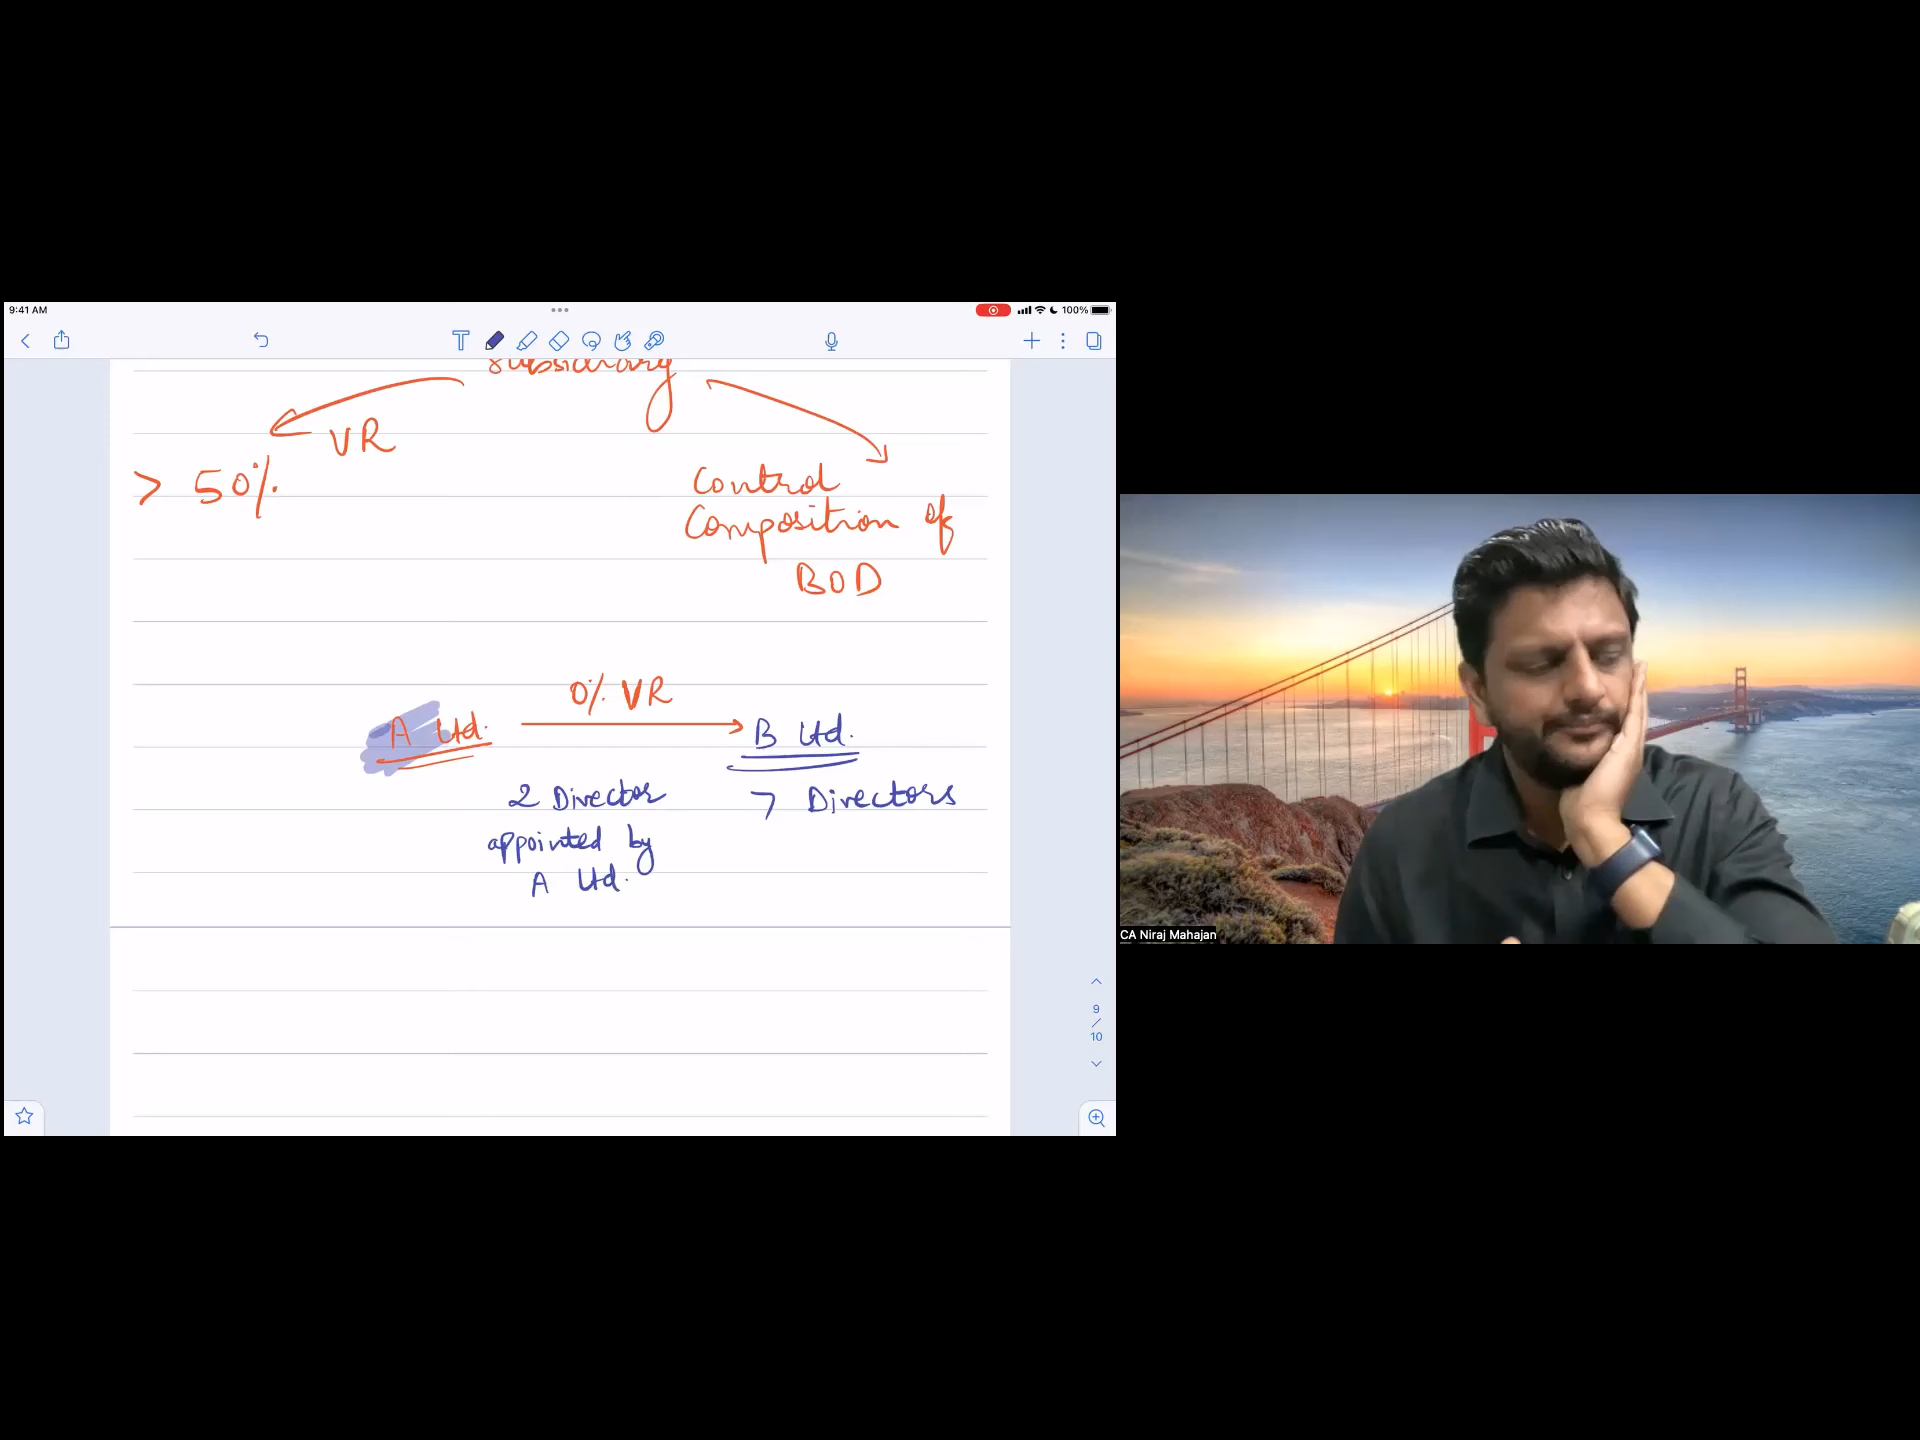 9:41 AM
100%
subsidiary
VR
> 50%
Control
Composition of
BOD
0% VR
A Ltd.
B Ltd.
2 Director
appointed by
A Ltd.
7 Directors
9
/
10
CA Niraj Mahajan